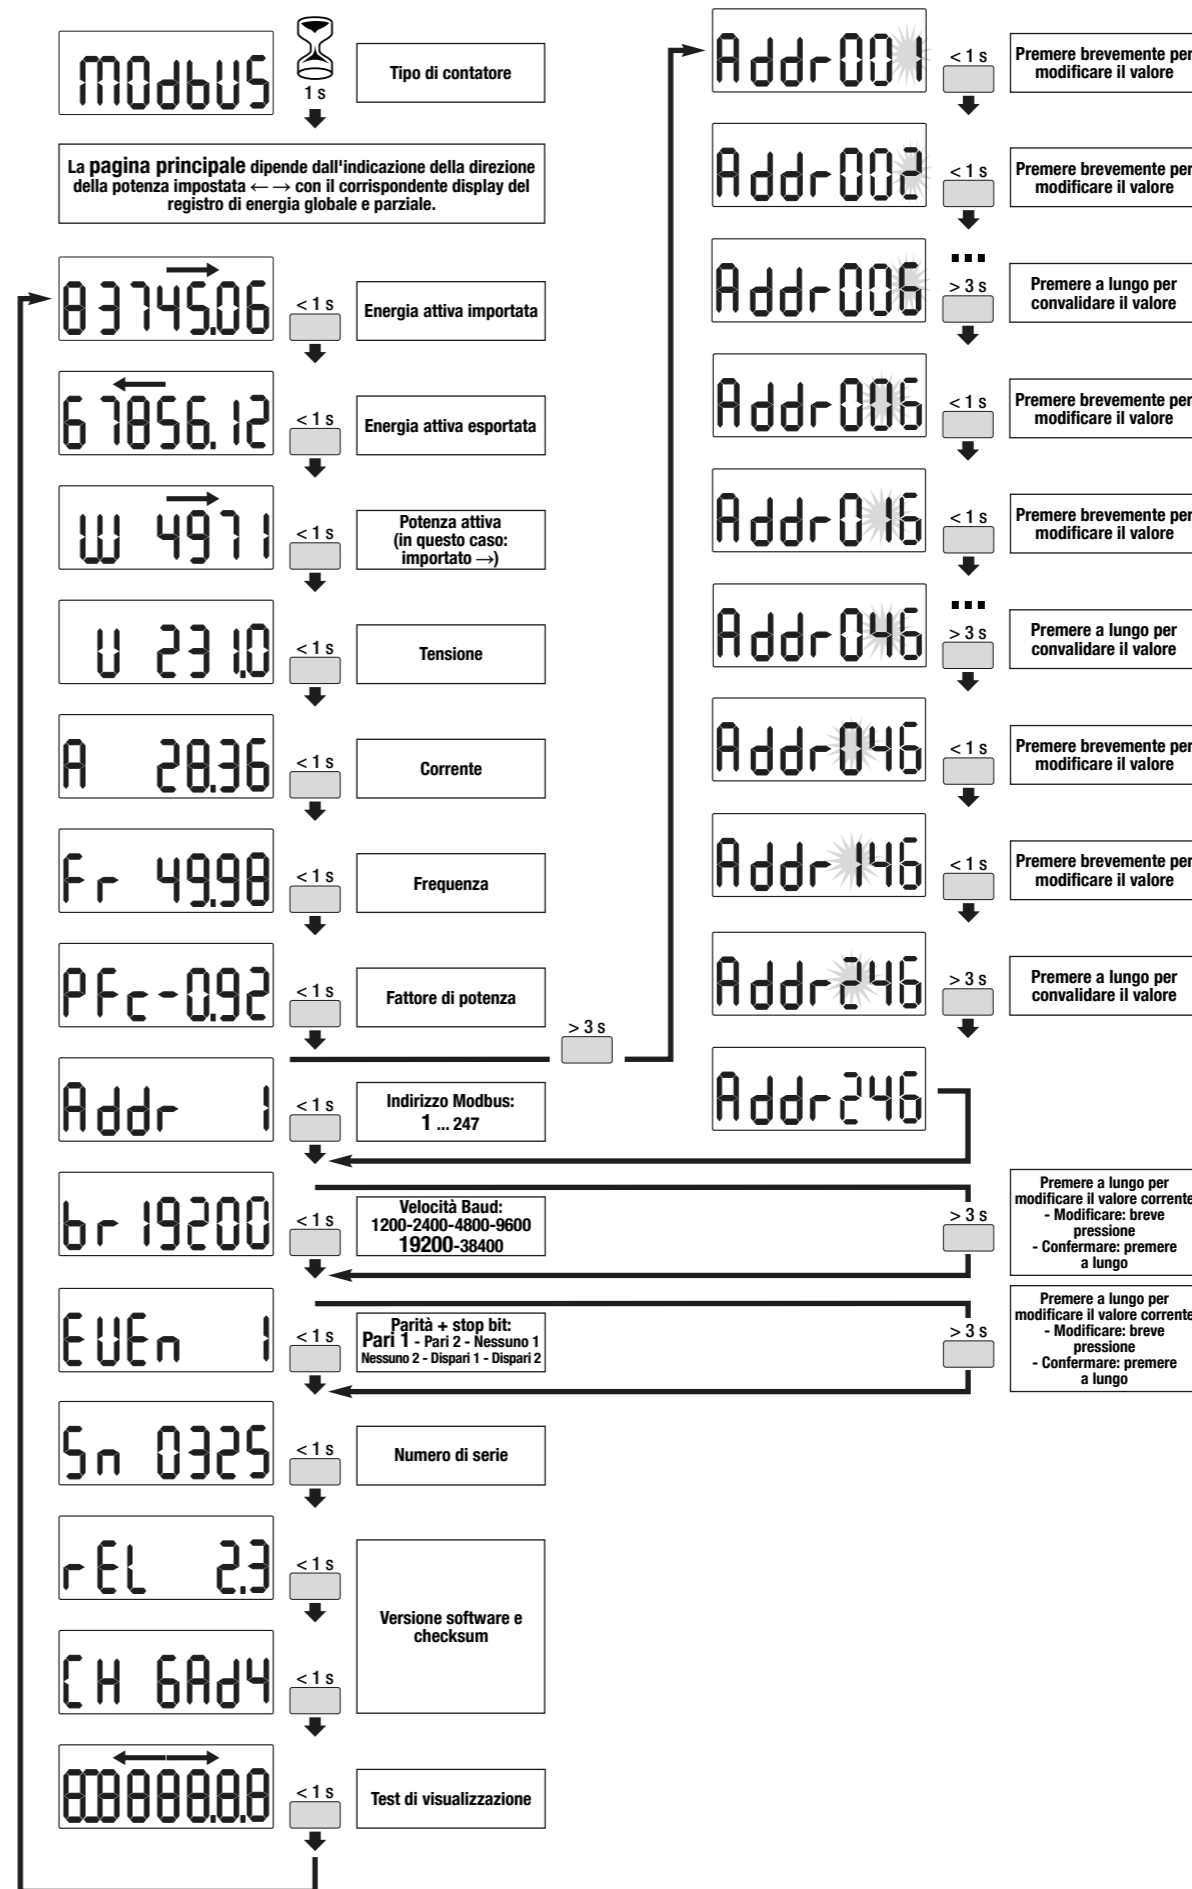 M0dbUS
1 s
Tipo di contatore
La pagina principale dipende dall'indicazione della direzione
della potenza impostata ←→ con il corrispondente display del
registro di energia globale e parziale.
83745.06
< 1 s
Energia attiva importata
67856.12
< 1 s
Energia attiva esportata
W 4971
< 1 s
Potenza attiva
(in questo caso:
importato →)
U 231.0
< 1 s
Tensione
A 28.36
< 1 s
Corrente
Fr 49.98
< 1 s
Frequenza
PFc-0.92
< 1 s
Fattore di potenza
> 3 s
Addr 1
< 1 s
Indirizzo Modbus:
1 ... 247
br 19200
< 1 s
Velocità Baud:
1200-2400-4800-9600
19200-38400
> 3 s
Premere a lungo per
modificare il valore corrente
- Modificare: breve
pressione
- Confermare: premere
a lungo
EUEn 1
< 1 s
Parità + stop bit:
Pari 1 - Pari 2 - Nessuno 1
Nessuno 2 - Dispari 1 - Dispari 2
> 3 s
Premere a lungo per
modificare il valore corrente
- Modificare: breve
pressione
- Confermare: premere
a lungo
Sn 0325
< 1 s
Numero di serie
rEL 2.3
< 1 s
Versione software e
checksum
CH 6Ad4
< 1 s
8.8.8.8.8.8.8
< 1 s
Test di visualizzazione
Addr001
< 1 s
Premere brevemente per
modificare il valore
Addr002
< 1 s
Premere brevemente per
modificare il valore
Addr006
...
> 3 s
Premere a lungo per
convalidare il valore
Addr006
< 1 s
Premere brevemente per
modificare il valore
Addr016
< 1 s
Premere brevemente per
modificare il valore
Addr046
...
> 3 s
Premere a lungo per
convalidare il valore
Addr046
< 1 s
Premere brevemente per
modificare il valore
Addr146
< 1 s
Premere brevemente per
modificare il valore
Addr246
> 3 s
Premere a lungo per
convalidare il valore
Addr246